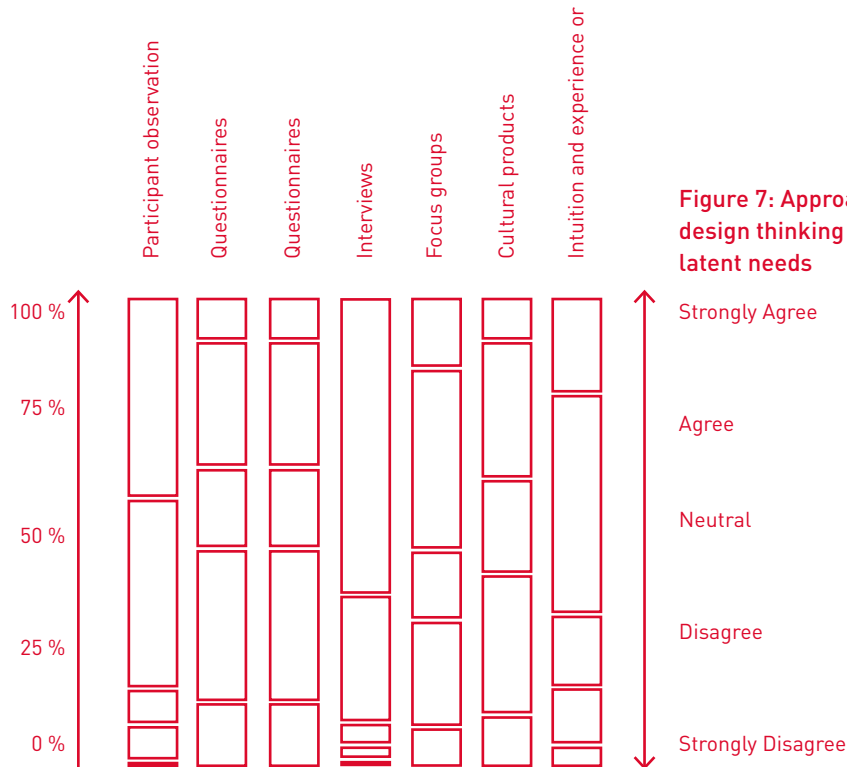 Participant observation
Questionnaires
Questionnaires
Interviews
Focus groups
Cultural products
Intuition and experience or
Figure 7:
design thinking
latent needs
100 %
75 %
50 %
25 %
0 %
Strongly Agree
Agree
Neutral
Disagree
Strongly Disagree